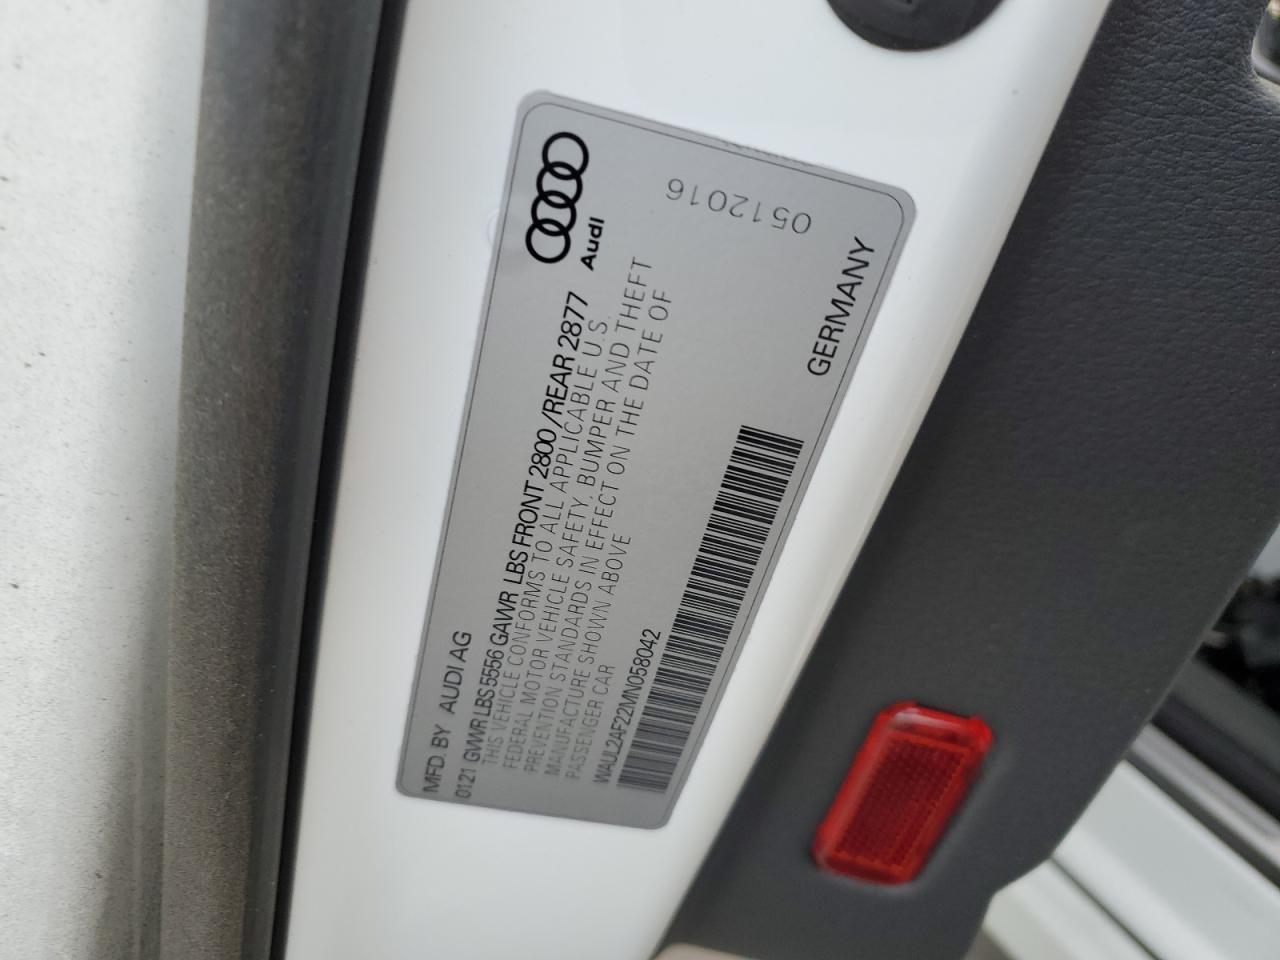 MFD. BY AUDI AG
0121 GVWR LBS 5556 GAWR LBS FRONT 2800 /REAR 2877
THIS VEHICLE CONFORMS TO ALL APPLICABLE U.S.
FEDERAL MOTOR VEHICLE SAFETY, BUMPER AND THEFT
PREVENTION STANDARDS IN EFFECT ON THE DATE OF
MANUFACTURE SHOWN ABOVE
PASSENGER CAR
WAUL2AF22MN058042
Audi
GERMANY
0512016